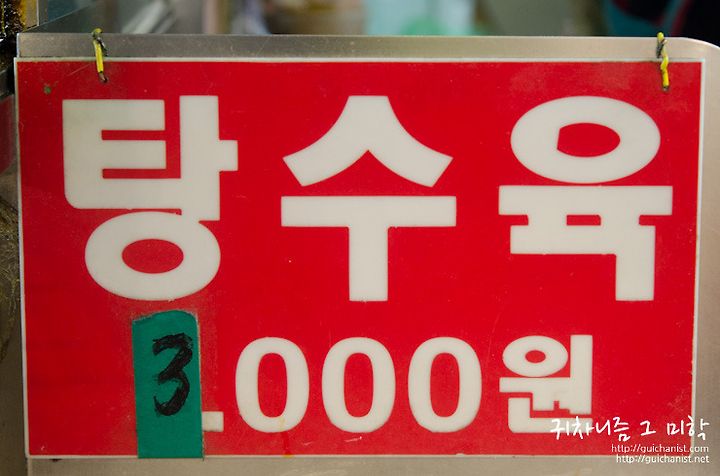 탕수육
3,000원
귀차니즘 그 미학
http://guichanist.com
http://guichanist.net